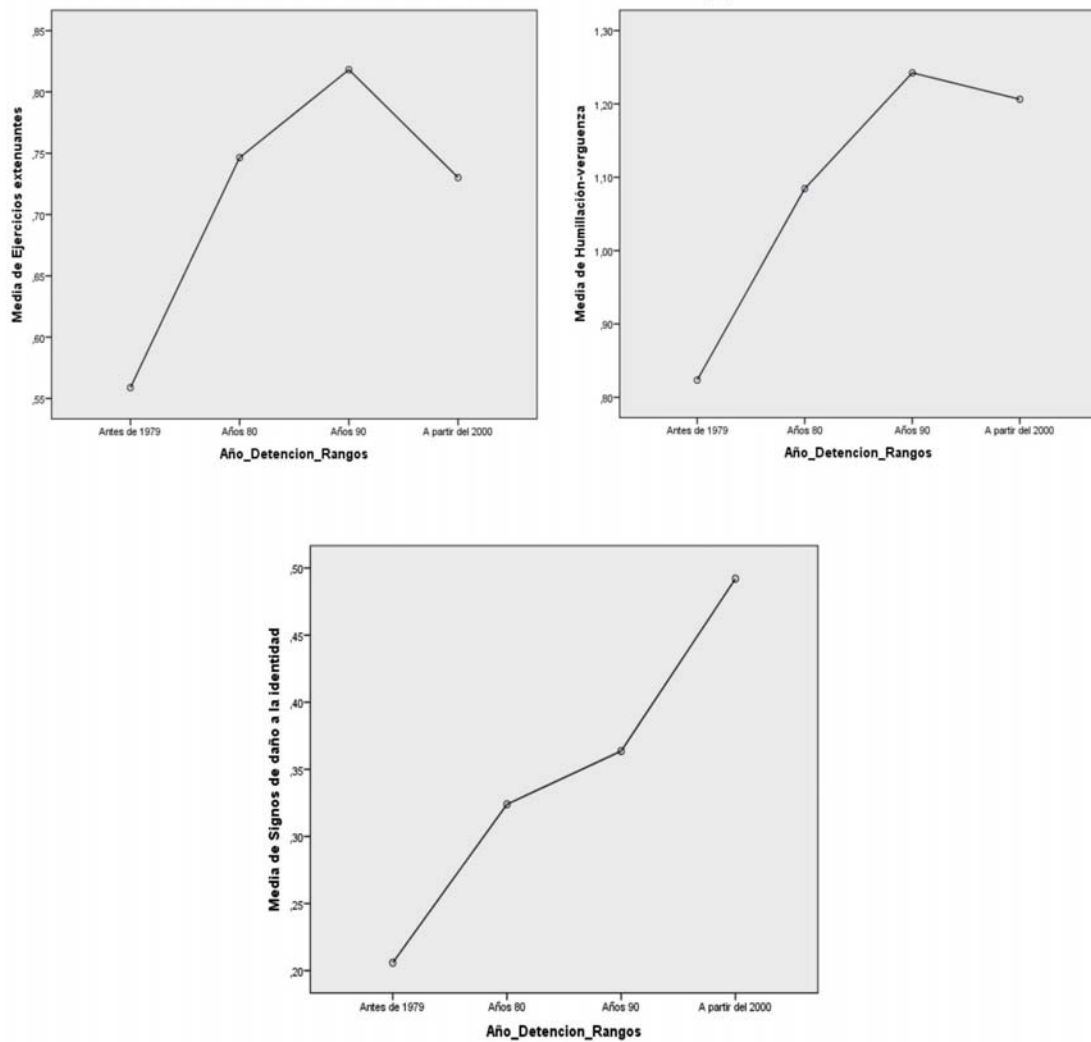 Media de Ejercicios extenuantes
,85
,80
,75
,70
,65
,60
,55
Antes de 1979
Años 80
Años 90
A partir del 2000
Año_Detencion_Rangos
Media de Humillación-verguenza
1,30
1,20
1,10
1,00
,90
,80
Antes de 1979
Años 80
Años 90
A partir del 2000
Año_Detencion_Rangos
Media de Signos de daño a la identidad
,50
,45
,40
,35
,30
,25
,20
Antes de 1979
Años 80
Años 90
A partir del 2000
Año_Detencion_Rangos